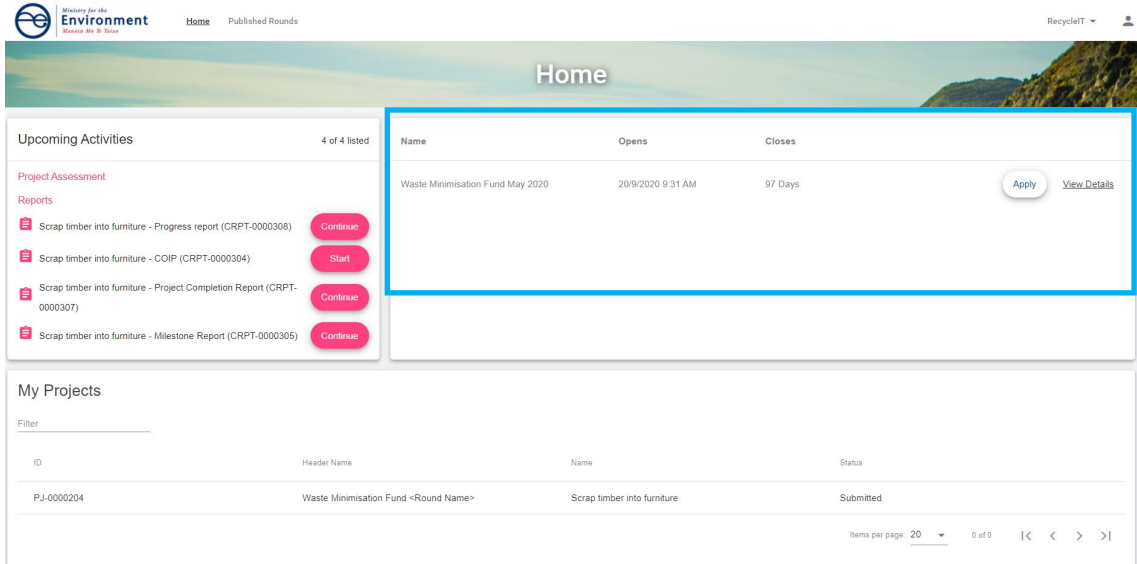 Ministry for the
Environment
Manatū Mō Te Taiao
Home
Published Rounds
RecycleIT
Home
Upcoming Activities
4 of 4 listed
Project Assessment
Reports
Scrap timber into furniture - Progress report (CRPT-0000308)
Continue
Scrap timber into furniture - COIP (CRPT-0000304)
Start
Scrap timber into furniture - Project Completion Report (CRPT-
0000307)
Continue
Scrap timber into furniture - Milestone Report (CRPT-0000305)
Continue
Name Opens Closes
Waste Minimisation Fund May 2020 20/9/2020 9:31 AM 97 Days Apply View Details
My Projects
Filter
ID Header Name Name Status
PJ-0000204 Waste Minimisation Fund <Round Name> Scrap timber into furniture Submitted
Items per page: 20 0 of 0